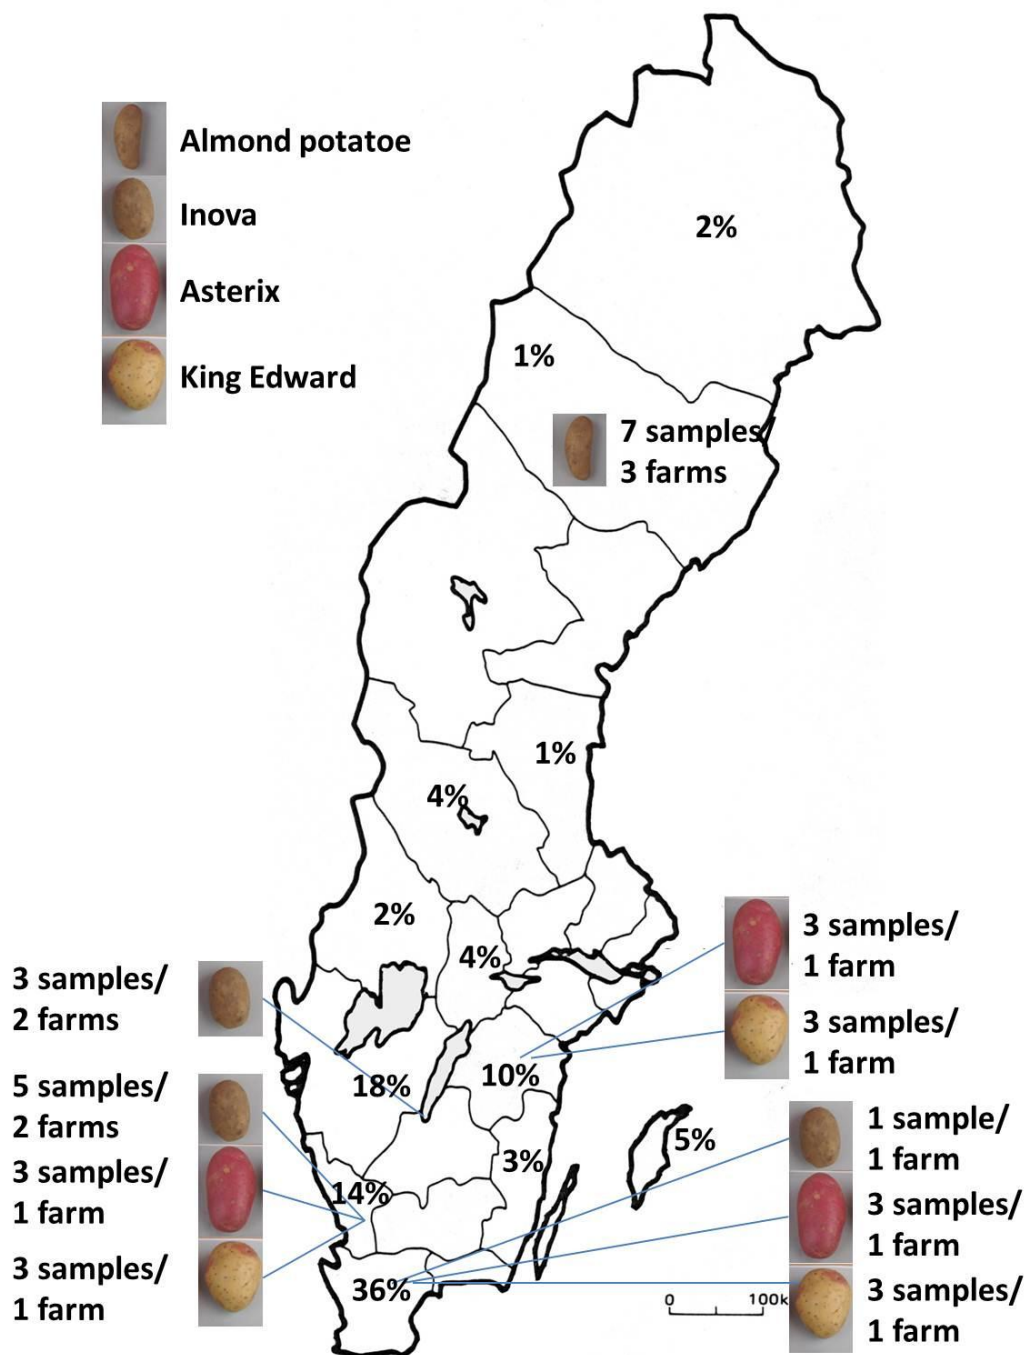 Almond potatoe
Inova
Asterix
King Edward
2%
1%
7 samples
3 farms
1%
4%
2%
4%
3 samples/
1 farm
3 samples/
2 farms
3 samples/
1 farm
18%
10%
5 samples/
2 farms
1 sample/
1 farm
5%
3%
3 samples/
1 farm
14%
3 samples/
1 farm
3 samples/
1 farm
36%
0 100k
3 samples/
1 farm